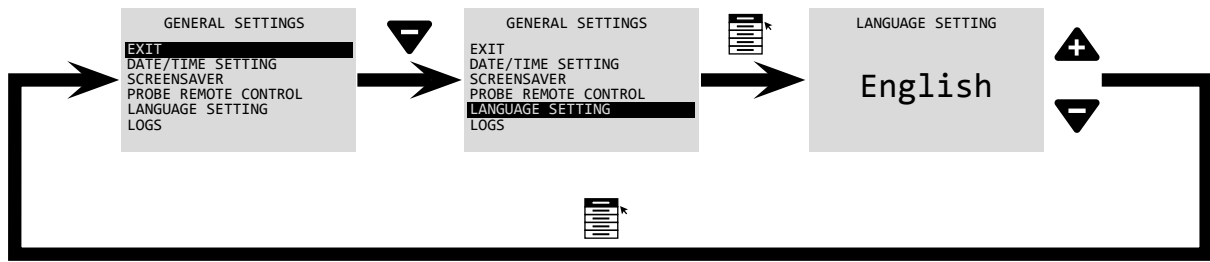 GENERAL SETTINGS
EXIT
DATE/TIME SETTING
SCREENSAVER
PROBE REMOTE CONTROL
LANGUAGE SETTING
LOGS
GENERAL SETTINGS
EXIT
DATE/TIME SETTING
SCREENSAVER
PROBE REMOTE CONTROL
LANGUAGE SETTING
LOGS
LANGUAGE SETTING
English